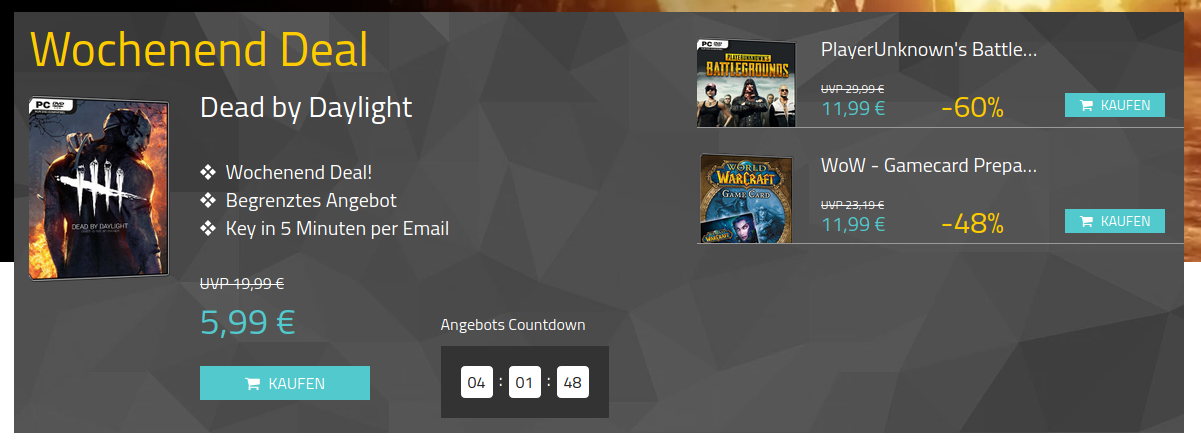 Wochenend Deal
PC DVD
DEAD BY DAYLIGHT
Dead by Daylight
Wochenend Deal!
Begrenztes Angebot
Key in 5 Minuten per Email
UVP 19,99 €
5,99 €
KAUFEN
Angebots Countdown
04 : 01 : 48
PC DVD
PLAYERUNKNOWN'S
BATTLEGROUNDS
PlayerUnknown's Battle...
UVP 29,99 €
11,99 €
-60%
KAUFEN
WORLD
WARCRAFT
GAME CARD
WoW - Gamecard Prepa...
UVP 23,19 €
11,99 €
-48%
KAUFEN